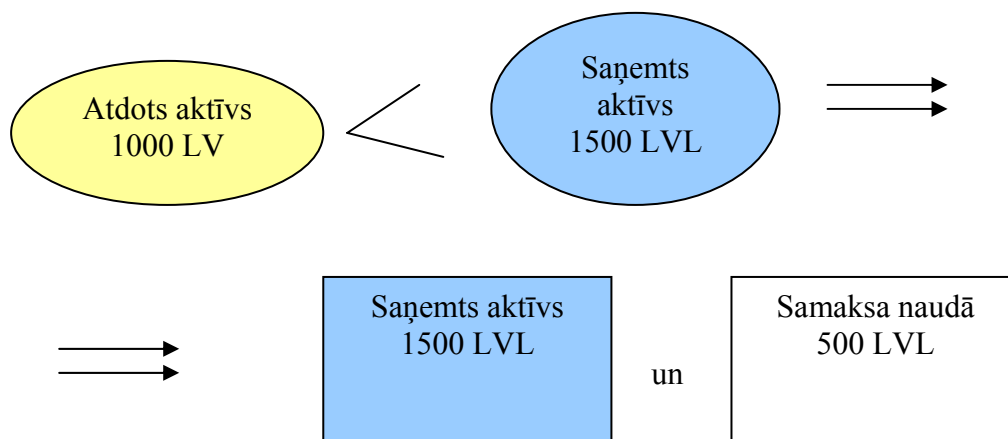 Atdots aktīvs
1000 LV
Saņemts
aktīvs
1500 LVL
Saņemts aktīvs
1500 LVL
un
Samaksa naudā
500 LVL